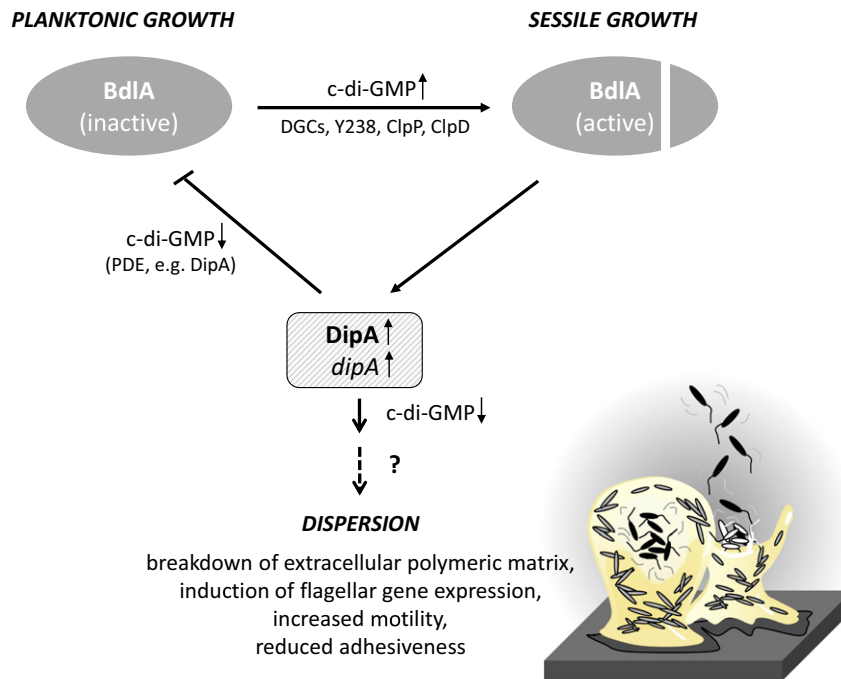 PLANKTONIC GROWTH
SESSILE GROWTH
BdlA
(inactive)
c-di-GMP↑
DGCs, Y238, ClpP, ClpD
BdlA
(active)
c-di-GMP↓
(PDE, e.g. DipA)
DipA↑
dipA↑
c-di-GMP↓
?
DISPERSION
breakdown of extracellular polymeric matrix,
induction of flagellar gene expression,
increased motility,
reduced adhesiveness